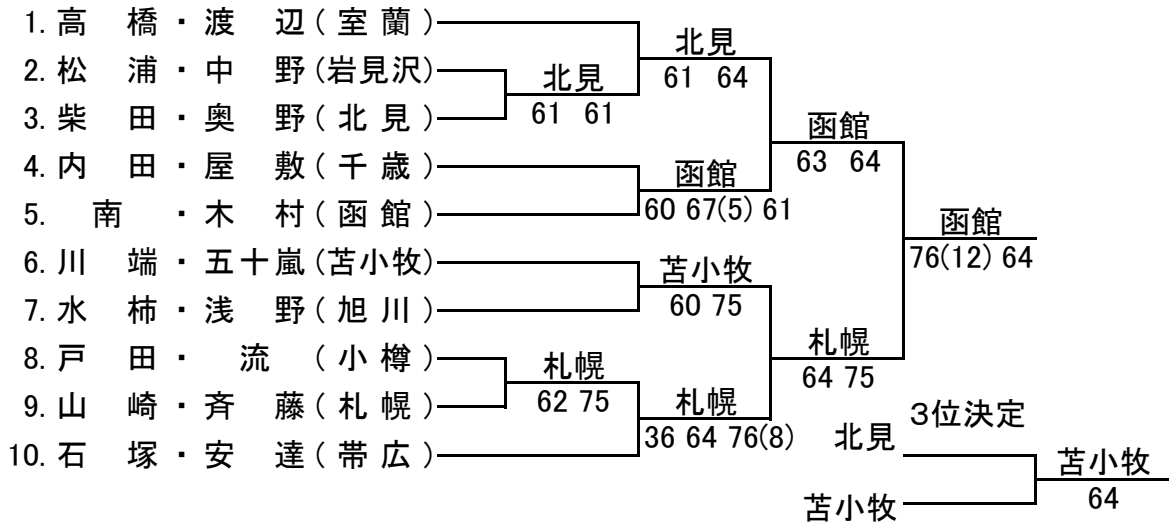 1. 高橋・渡辺(室蘭)
北見
2. 松浦・中野(岩見沢)
北見
61 64
3. 柴田・奥野(北見)
61 61
函館
4. 内田・屋敷(千歳)
函館
63 64
5. 南・木村(函館)
60 67(5) 61
函館
6. 川端・五十嵐(苫小牧)
苫小牧
76(12) 64
7. 水柿・浅野(旭川)
60 75
8. 戸田・流(小樽)
札幌
札幌
9. 山崎・斉藤(札幌)
62 75
札幌
64 75
3位決定
10. 石塚・安達(帯広)
36 64 76(8)
北見
苫小牧
苫小牧
64